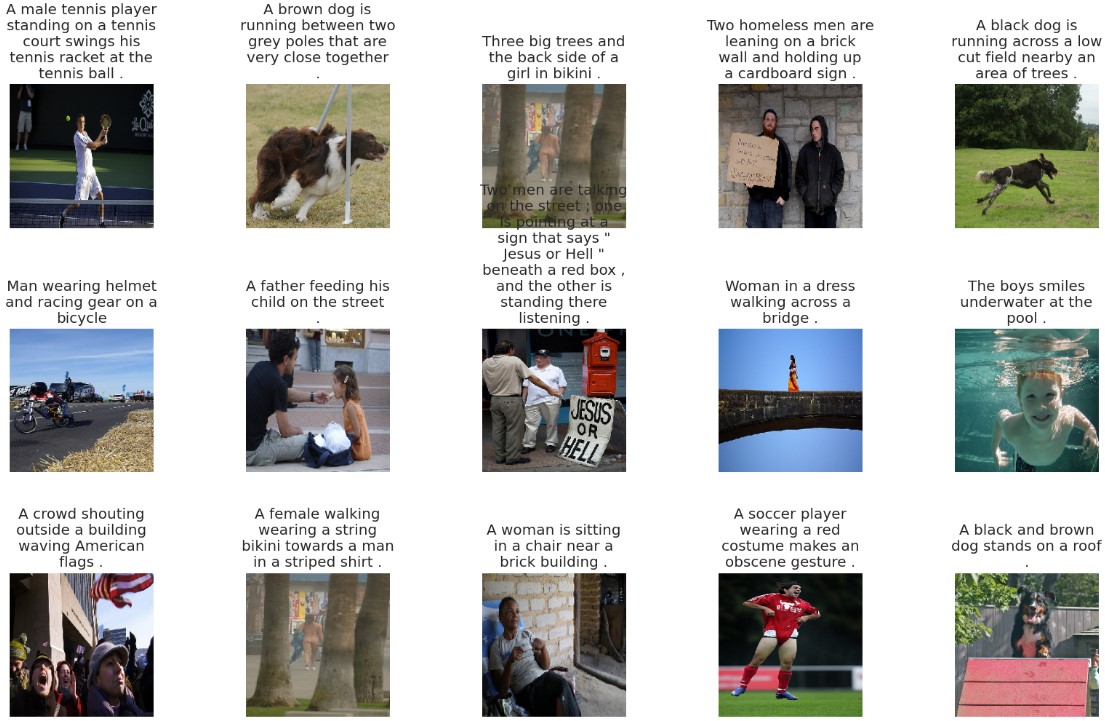 A male tennis player
standing on a tennis
court swings his
tennis racket at the
tennis ball .
A brown dog is
running between two
grey poles that are
very close together
.
Three big trees and
the back side of a
girl in bikini .
Two homeless men are
leaning on a brick
wall and holding up
a cardboard sign .
A black dog is
running across a low
cut field nearby an
area of trees .
Man wearing helmet
and racing gear on a
bicycle
A father feeding his
child on the street
.
Two men are talking
on the street ; one
is pointing at a
sign that says "
Jesus or Hell "
beneath a red box ,
and the other is
standing there
listening .
JESUS
OR
HELL
Woman in a dress
walking across a
bridge .
The boys smiles
underwater at the
pool .
A crowd shouting
outside a building
waving American
flags .
A female walking
wearing a string
bikini towards a man
in a striped shirt .
A woman is sitting
in a chair near a
brick building .
A soccer player
wearing a red
costume makes an
obscene gesture .
A black and brown
dog stands on a roof
.